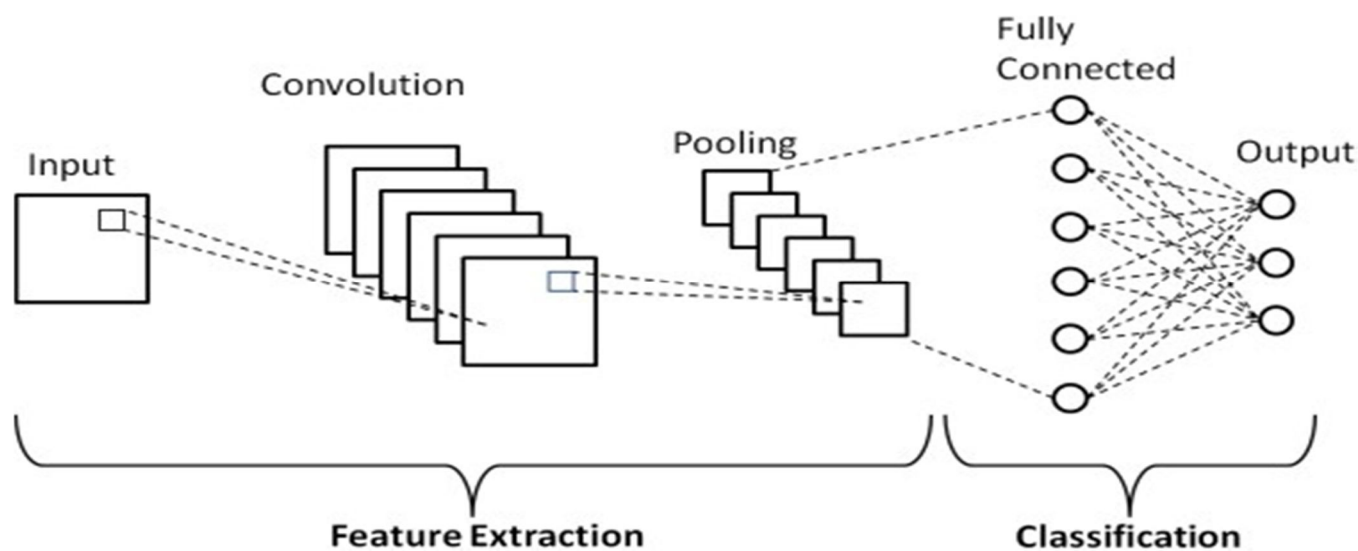 Input
Convolution
Pooling
Fully
Connected
Output
Feature Extraction
Classification